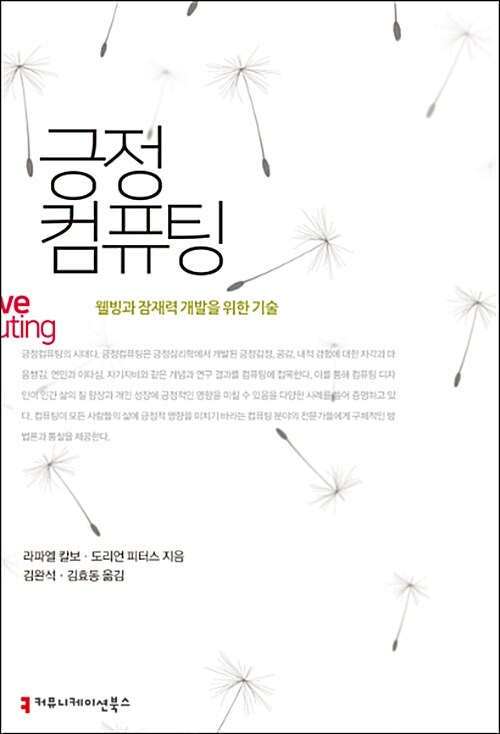 긍정
컴퓨팅
ve
uting
웰빙과 잠재력 개발을 위한 기술
긍정컴퓨팅의 시대다. 긍정컴퓨팅은 긍정심리학에서 개발된 긍정감정, 공감, 내적 경험에 대한 자각과 마
음챙김, 연민과 이타심, 자기자비와 같은 개념과 연구 결과를 컴퓨팅에 접목한다. 이를 통해 컴퓨팅 디자
인이 인간 삶의 질 향상과 개인 성장에 긍정적인 영향을 미칠 수 있음을 다양한 사례를 들어 증명하고 있
다. 컴퓨팅이 모든 사람들의 삶에 긍정적 영향을 미치기 바라는 컴퓨팅 분야의 전문가들에게 구체적인 방
법론과 통찰을 제공한다.
라파엘 칼보 · 도리언 피터스 지음
김완석 · 김효동 옮김
커뮤니케이션북스